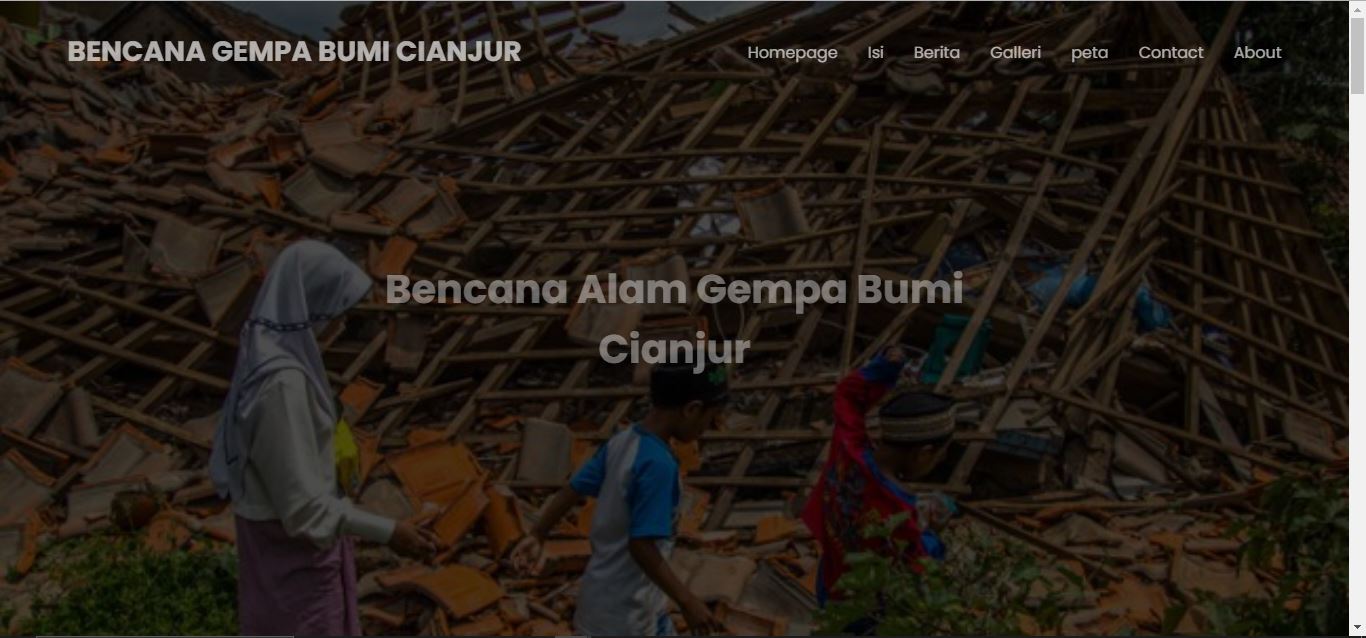 BENCANA GEMPA BUMI CIANJUR
Homepage Isi Berita Galleri peta Contact About
Bencana Alam Gempa Bumi
Cianjur